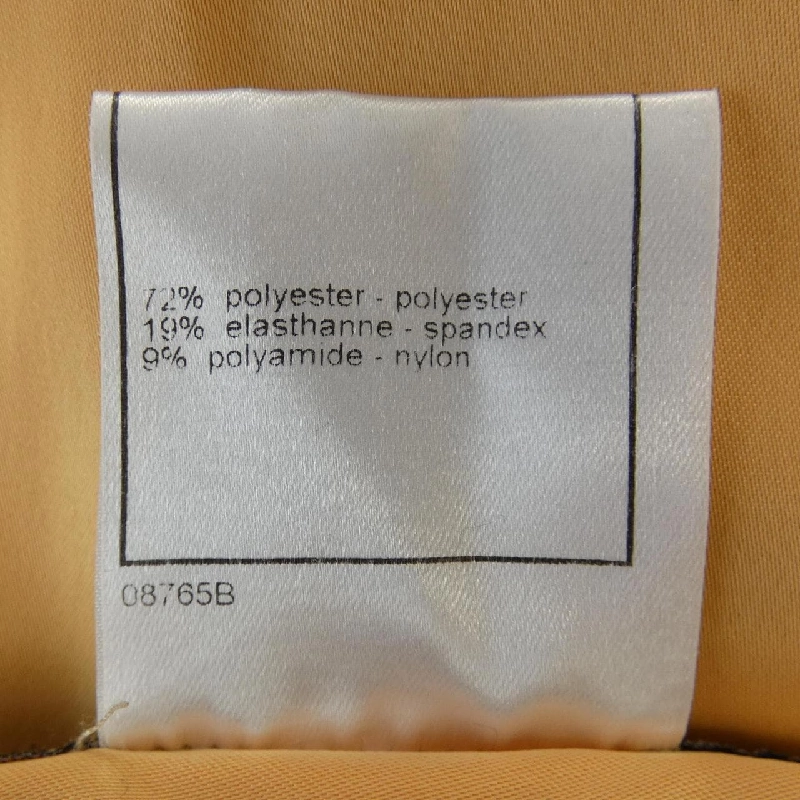 72% polyester - polyester
19% elasthanne - spandex
9% polyamide - nylon
08765B